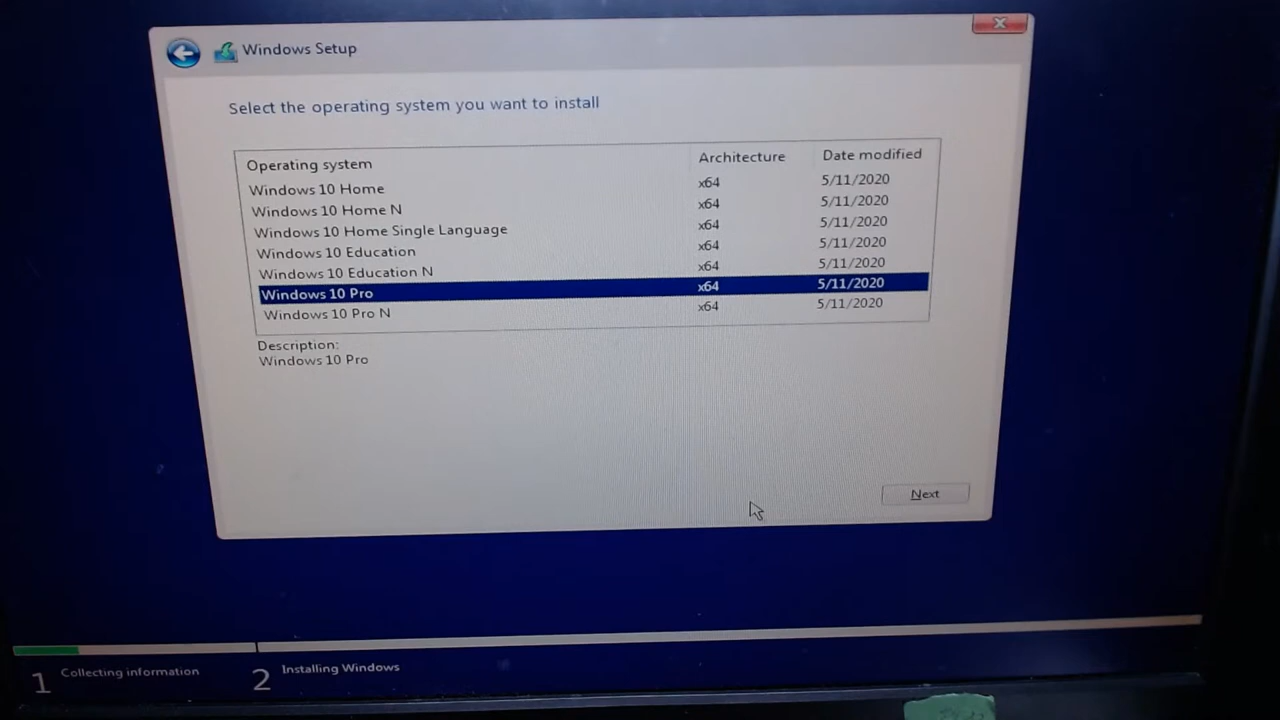 Windows Setup
Select the operating system you want to install
Operating system Architecture Date modified
Windows 10 Home x64 5/11/2020
Windows 10 Home N x64 5/11/2020
Windows 10 Home Single Language x64 5/11/2020
Windows 10 Education x64 5/11/2020
Windows 10 Education N x64 5/11/2020
Windows 10 Pro x64 5/11/2020
Windows 10 Pro N x64 5/11/2020
Description:
Windows 10 Pro
Next
1 Collecting information 2 Installing Windows